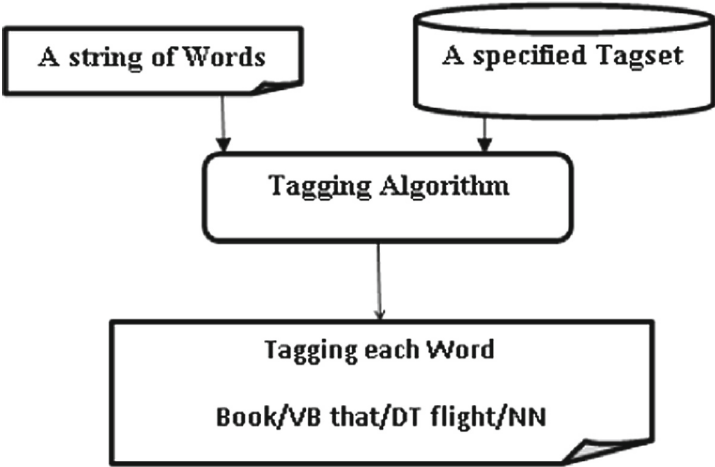 A string of Words
A specified Tagset
Tagging Algorithm
Tagging each Word
Book/VB that/DT flight/NN